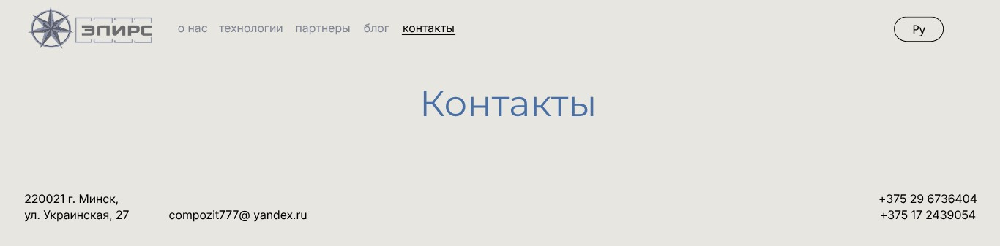 ЭПИРС
о нас технологии партнеры блог контакты
Ру
Контакты
220021 г. Минск,
ул. Украинская, 27
compozit777@ yandex.ru
+375 29 6736404
+375 17 2439054